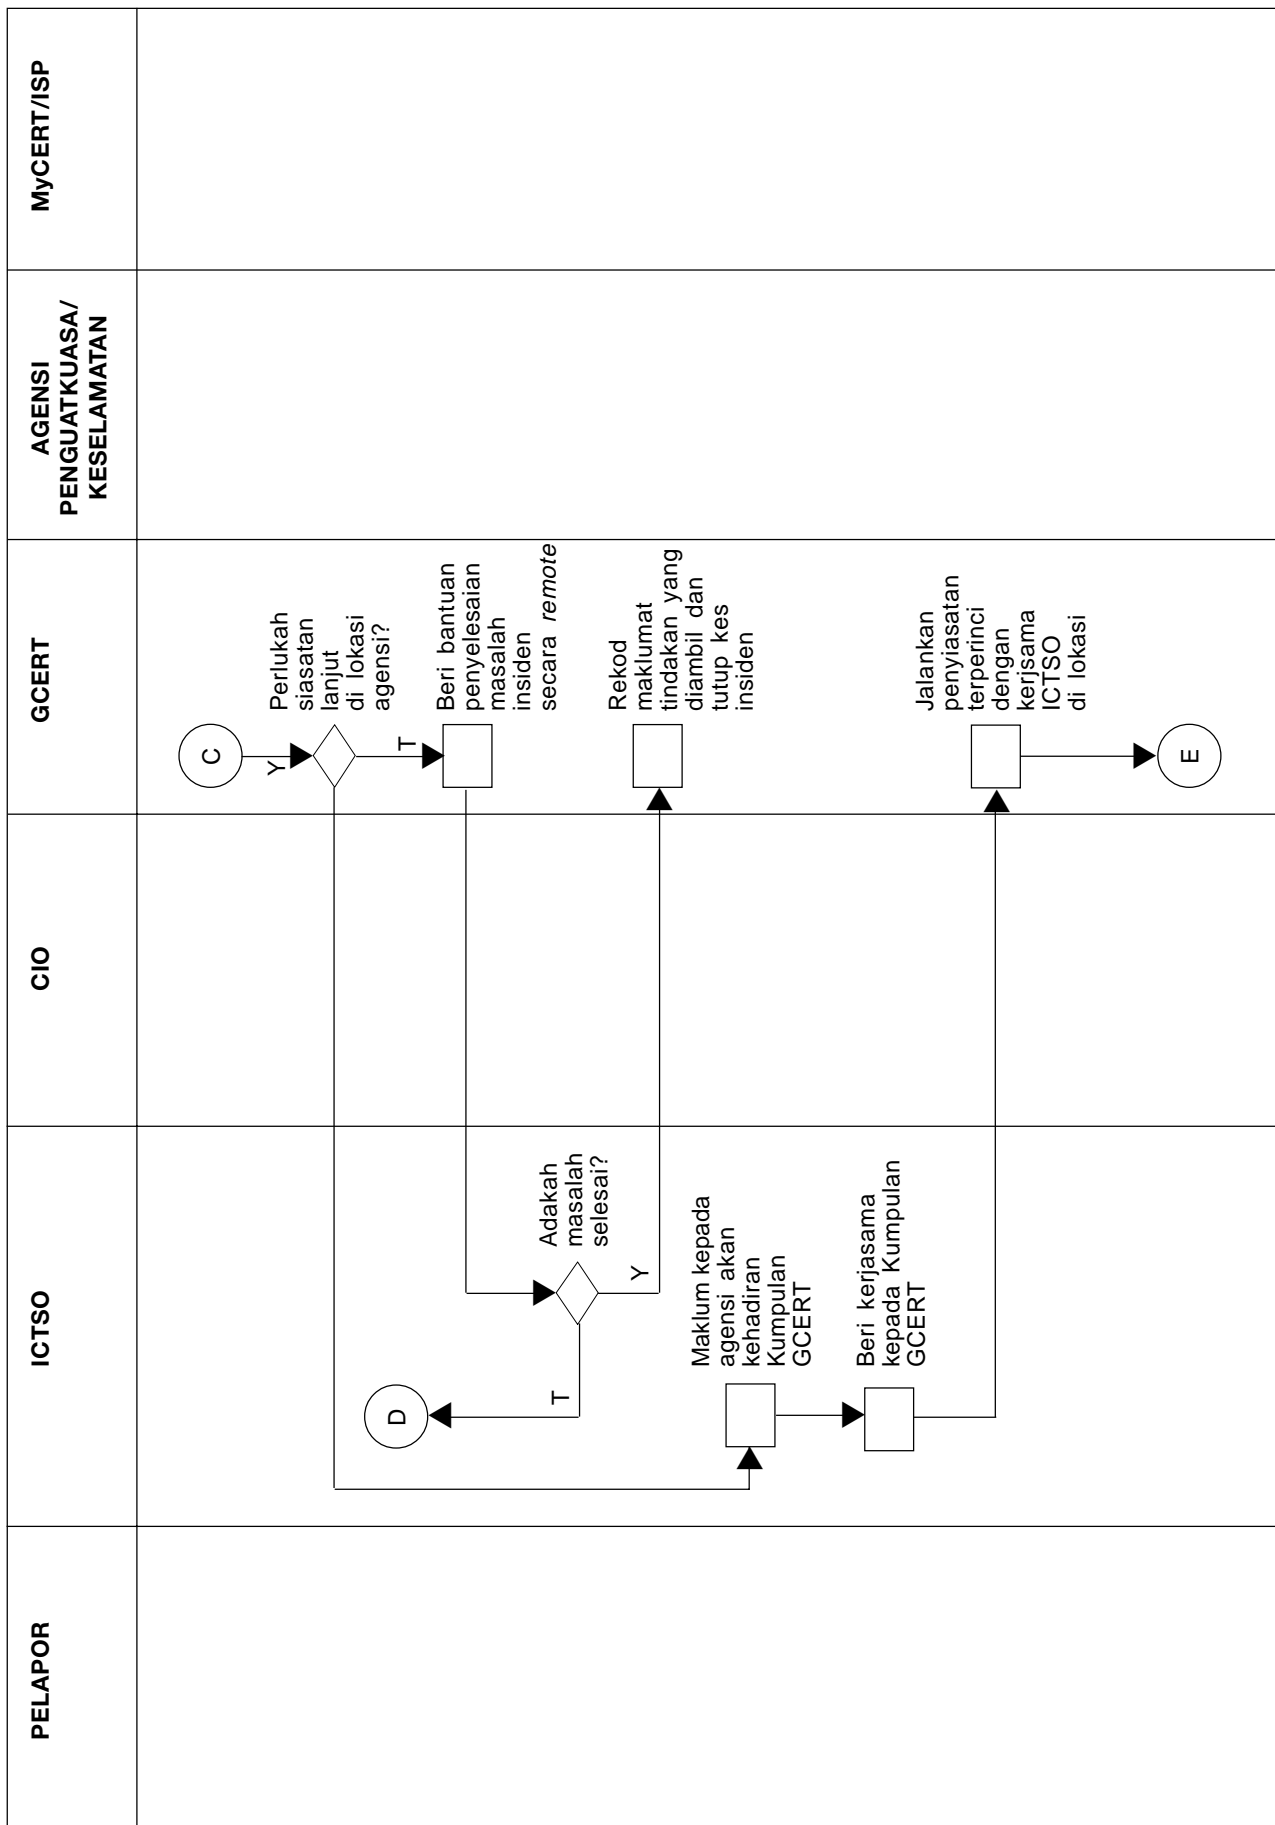 PELAPOR
ICTSO
CIO
GCERT
AGENSI
PENGUATKUASA/
KESELAMATAN
MyCERT/ISP
C
Y
Perlukah
siasatan
lanjut
di lokasi
agensi?
T
Beri bantuan
penyelesaian
masalah
insiden
secara remote
D
T
Adakah
masalah
selesai?
Y
Rekod
maklumat
tindakan yang
diambil dan
tutup kes
insiden
Maklum kepada
agensi akan
kehadiran
Kumpulan
GCERT
Beri kerjasama
kepada Kumpulan
GCERT
Jalankan
penyiasatan
terperinci
dengan
kerjsama
ICTSO
di lokasi
E